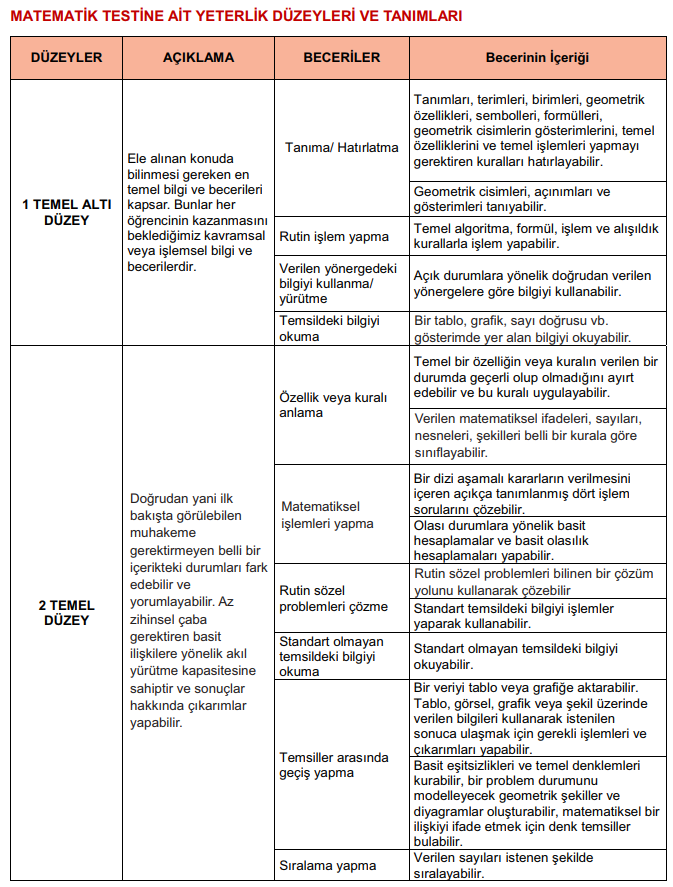 MATEMATİK TESTİNE AİT YETERLİK DÜZEYLERİ VE TANIMLARI
DÜZEYLER
AÇIKLAMA
BECERİLER
Becerinin İçeriği
1 TEMEL ALTI
DÜZEY
Ele alınan konuda
bilinmesi gereken en
temel bilgi ve becerileri
kapsar. Bunlar her
öğrencinin kazanmasını
beklediğimiz kavramsal
veya işlemsel bilgi ve
becerilerdir.
Tanıma/ Hatırlatma
Tanımları, terimleri, birimleri, geometrik
özellikleri, sembolleri, formülleri,
geometrik cisimlerin gösterimlerini, temel
özelliklerini ve temel işlemleri yapmayı
gerektiren kuralları hatırlayabilir.
Geometrik cisimleri, açınımları ve
gösterimleri tanıyabilir.
Rutin işlem yapma
Temel algoritma, formül, işlem ve alışıldık
kurallarla işlem yapabilir.
Verilen yönergedeki
bilgiyi kullanma/
yürütme
Açık durumlara yönelik doğrudan verilen
yönergelere göre bilgiyi kullanabilir.
Temsildeki bilgiyi
okuma
Bir tablo, grafik, sayı doğrusu vb.
gösterimde yer alan bilgiyi okuyabilir.
2 TEMEL
DÜZEY
Doğrudan yani ilk
bakışta görülebilen
muhakeme
gerektirmeyen belli bir
içerikteki durumları fark
edebilir ve
yorumlayabilir. Az
zihinsel çaba
gerektiren basit
ilişkilere yönelik akıl
yürütme kapasitesine
sahiptir ve sonuçlar
hakkında çıkarımlar
yapabilir.
Özellik veya kuralı
anlama
Temel bir özelliğin veya kuralın verilen bir
durumda geçerli olup olmadığını ayırt
edebilir ve bu kuralı uygulayabilir.
Verilen matematiksel ifadeleri, sayıları,
nesneleri, şekilleri belli bir kurala göre
sınıflayabilir.
Matematiksel
işlemleri yapma
Bir dizi aşamalı kararların verilmesini
içeren açıkça tanımlanmış dört işlem
sorularını çözebilir.
Olası durumlara yönelik basit
hesaplamalar ve basit olasılık
hesaplamaları yapabilir.
Rutin sözel
problemleri çözme
Rutin sözel problemleri bilinen bir çözüm
yolunu kullanarak çözebilir
Standart temsildeki bilgiyi işlemler
yaparak kullanabilir.
Standart olmayan
temsildeki bilgiyi
okuma
Standart olmayan temsildeki bilgiyi
okuyabilir.
Temsiller arasında
geçiş yapma
Bir veriyi tablo veya grafiğe aktarabilir.
Tablo, görsel, grafik veya şekil üzerinde
verilen bilgileri kullanarak istenilen
sonuca ulaşmak için gerekli işlemleri ve
çıkarımları yapabilir.
Basit eşitsizlikleri ve temel denklemleri
kurabilir, bir problem durumunu
modelleyecek geometrik şekiller ve
diyagramlar oluşturabilir, matematiksel bir
ilişkiyi ifade etmek için denk temsiller
bulabilir.
Sıralama yapma
Verilen sayıları istenen şekilde
sıralayabilir.